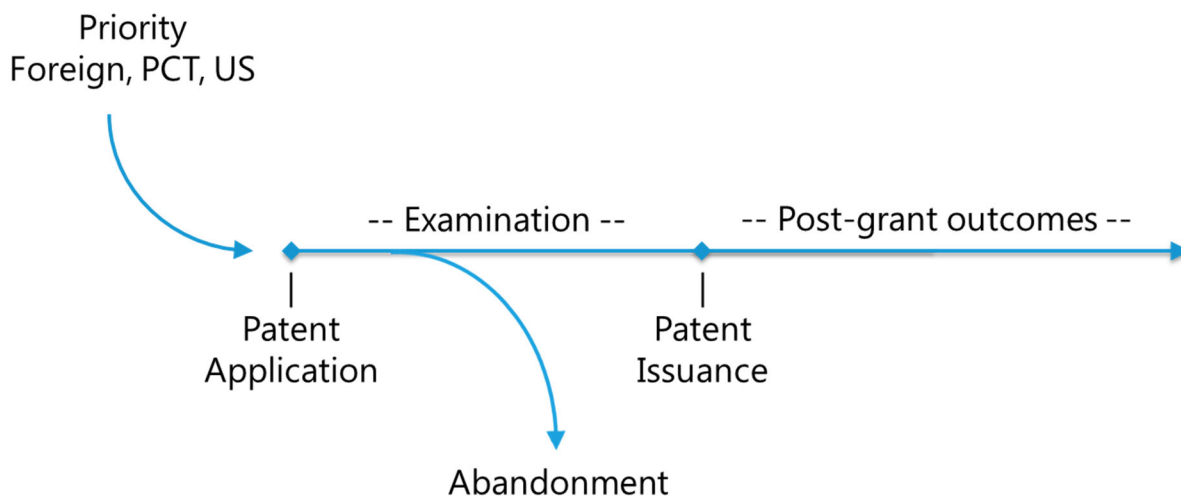 Priority
Foreign, PCT, US
-- Examination --
-- Post-grant outcomes --
Patent
Application
Patent
Issuance
Abandonment